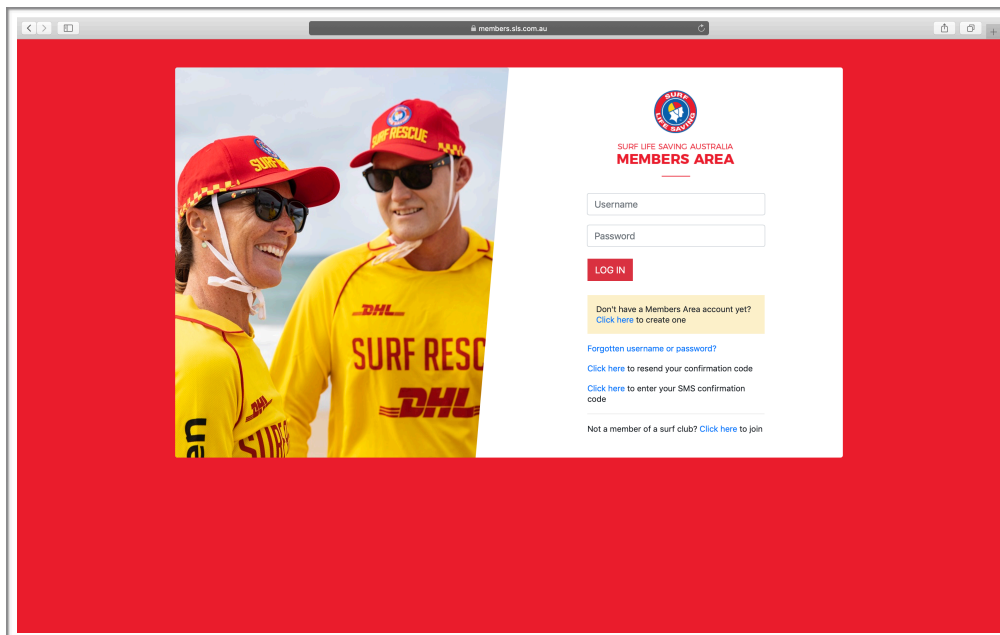 members.sls.com.au
SURF RESCUE
SURF
DHL
SURF RESC
DHL
DHL
SURF
en
SURF
LIFE SAVING
SURF LIFE SAVING AUSTRALIA
MEMBERS AREA
Username
Password
LOG IN
Don't have a Members Area account yet?
Click here to create one
Forgotten username or password?
Click here to resend your confirmation code
Click here to enter your SMS confirmation
code
Not a member of a surf club? Click here to join